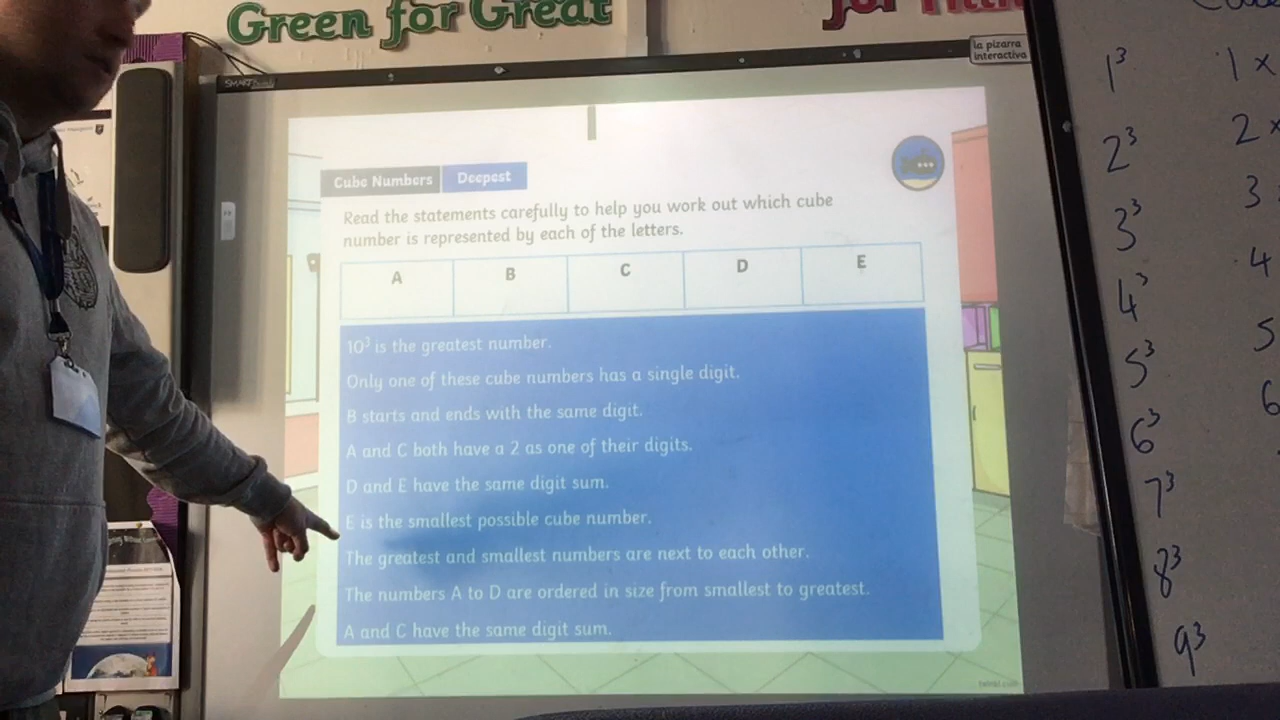 Green for Great
for
la pizarra
interactiva
SMART
Cube Numbers Deepest
Read the statements carefully to help you work out which cube
number is represented by each of the letters.
A B C D E
10³ is the greatest number.
Only one of these cube numbers has a single digit.
B starts and ends with the same digit.
A and C both have a 2 as one of their digits.
D and E have the same digit sum.
E is the smallest possible cube number.
The greatest and smallest numbers are next to each other.
The numbers A to D are ordered in size from smallest to greatest.
A and C have the same digit sum.
1³ 1 x
2³ 2 x
3³ 3
4³ 4
5³ 5
6³ 6
7³
8³
9³